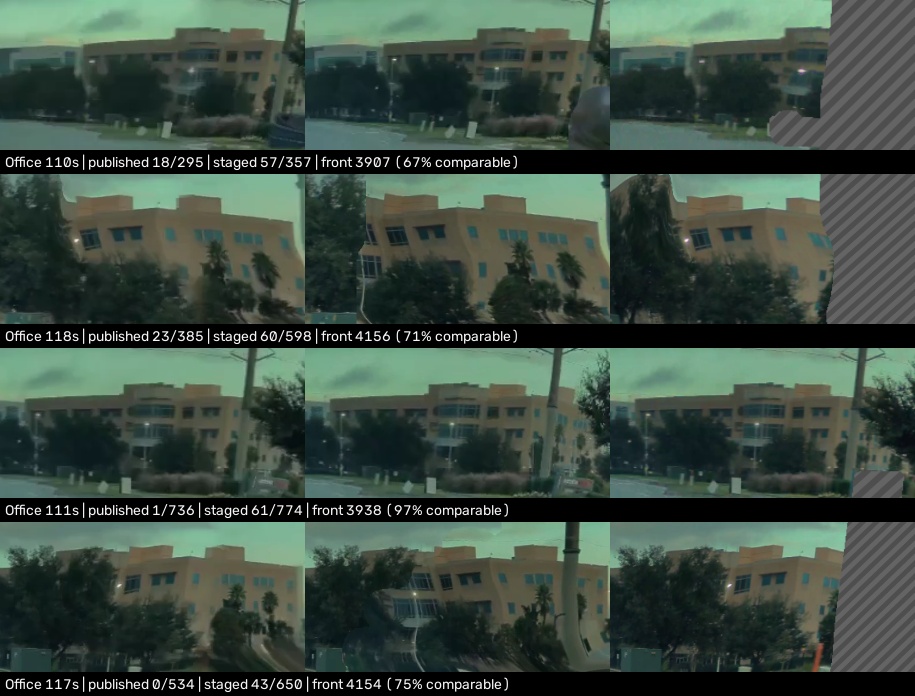 Office 110s | published 18/295 | staged 57/357 | front 3907 (67% comparable)
Office 118s | published 23/385 | staged 60/598 | front 4156 (71% comparable)
Office 111s | published 1/736 | staged 61/774 | front 3938 (97% comparable)
Office 117s | published 0/534 | staged 43/650 | front 4154 (75% comparable)